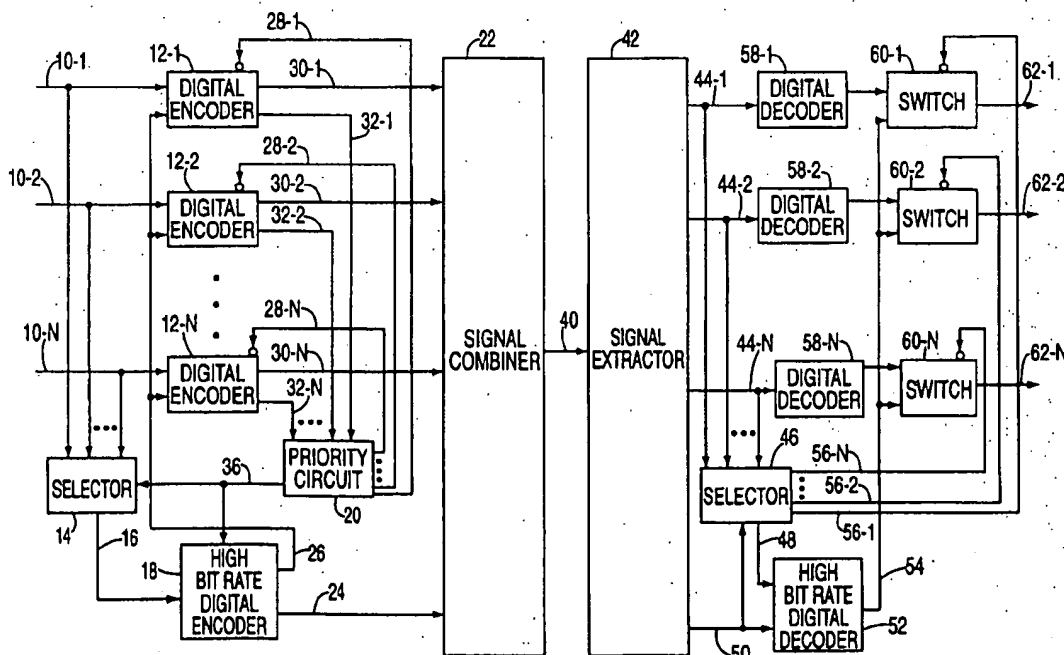 28-1
12-1
22
42
58-1
60-1
10-1
30-1
44-1
62-1
DIGITAL
ENCODER
DIGITAL
DECODER
SWITCH
32-1
28-2
12-2
58-2
60-2
10-2
30-2
44-2
62-2
DIGITAL
ENCODER
32-2
DIGITAL
DECODER
SWITCH
28-N
12-N
58-N
60-N
10-N
30-N
SIGNAL
COMBINER
40
SIGNAL
EXTRACTOR
44-N
62-N
DIGITAL
ENCODER
32-N
DIGITAL
DECODER
SWITCH
46
56-N
PRIORITY
CIRCUIT
36
SELECTOR
SELECTOR
56-2
56-1
14
16
20
48
18
26
54
HIGH
BIT RATE
DIGITAL
ENCODER
24
HIGH
BIT RATE
DIGITAL
DECODER
52
50